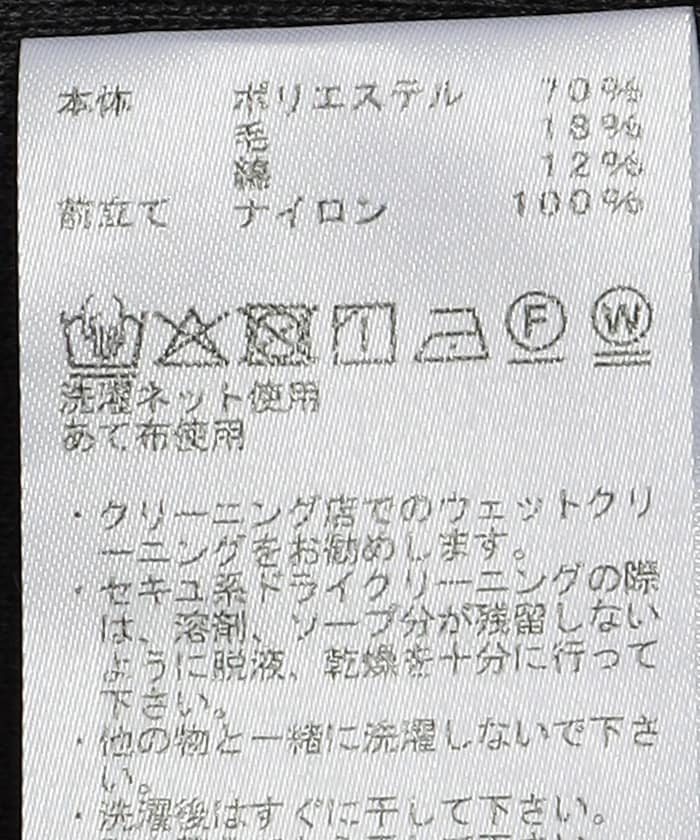 本体 ポリエステル 70%
毛 18%
綿 12%
前立て ナイロン 100%
F W
洗濯ネット使用
あて布使用
・クリーニング店でのウェットクリ
ーニングをお勧めします。
・セキュ系ドライクリーニングの際
は、溶剤、ソープ分が残留しない
ように脱液、乾燥を十分に行って
下さい。
・他の物と一緒に洗濯しないで下さ
い。
・洗濯後はすぐに干して下さい。